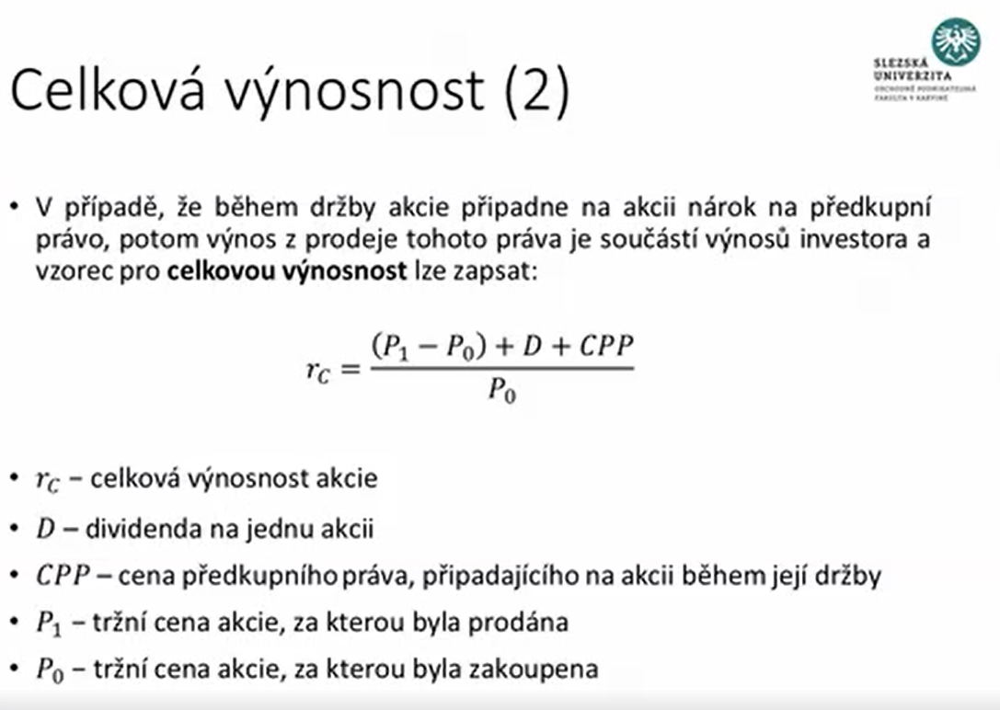 Celková výnosnost (2)
SLEZSKÁ
UNIVERZITA
OBCHODNĚ PODNIKATELSKÁ
FAKULTA V KARVINÉ
• V případě, že během držby akcie připadne na akcii nárok na předkupní
právo, potom výnos z prodeje tohoto práva je součástí výnosů investora a
vzorec pro celkovou výnosnost lze zapsat:
r_C = ((P_1 − P_0) + D + CPP) / P_0
• r_C – celková výnosnost akcie
• D – dividenda na jednu akcii
• CPP – cena předkupního práva, připadajícího na akcii během její držby
• P_1 – tržní cena akcie, za kterou byla prodána
• P_0 – tržní cena akcie, za kterou byla zakoupena